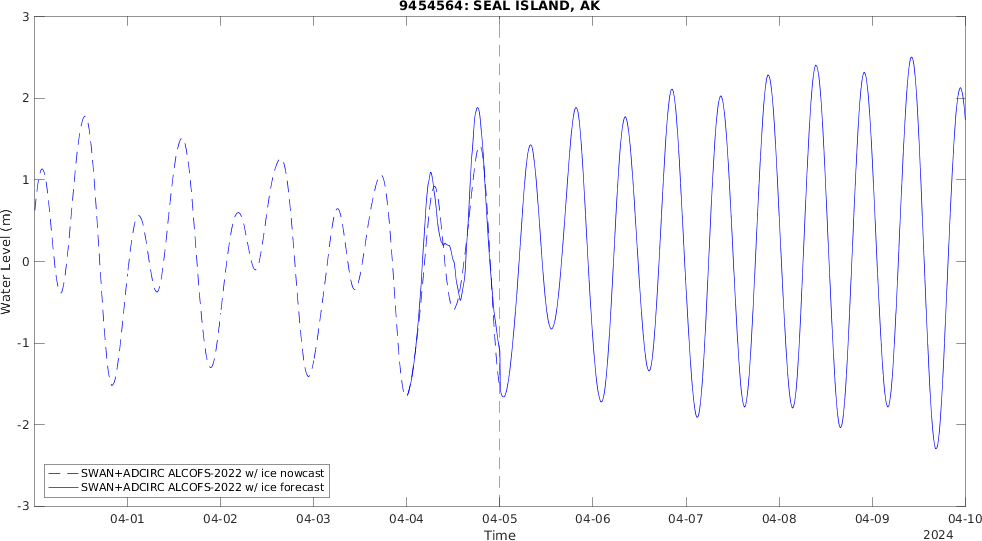 9454564: SEAL ISLAND, AK
3
2
1
0
-1
-2
-3
Water Level (m)
SWAN+ADCIRC ALCOFS-2022 w/ ice nowcast
SWAN+ADCIRC ALCOFS-2022 w/ ice forecast
04-01 04-02 04-03 04-04 04-05 04-06 04-07 04-08 04-09 04-10
Time
2024